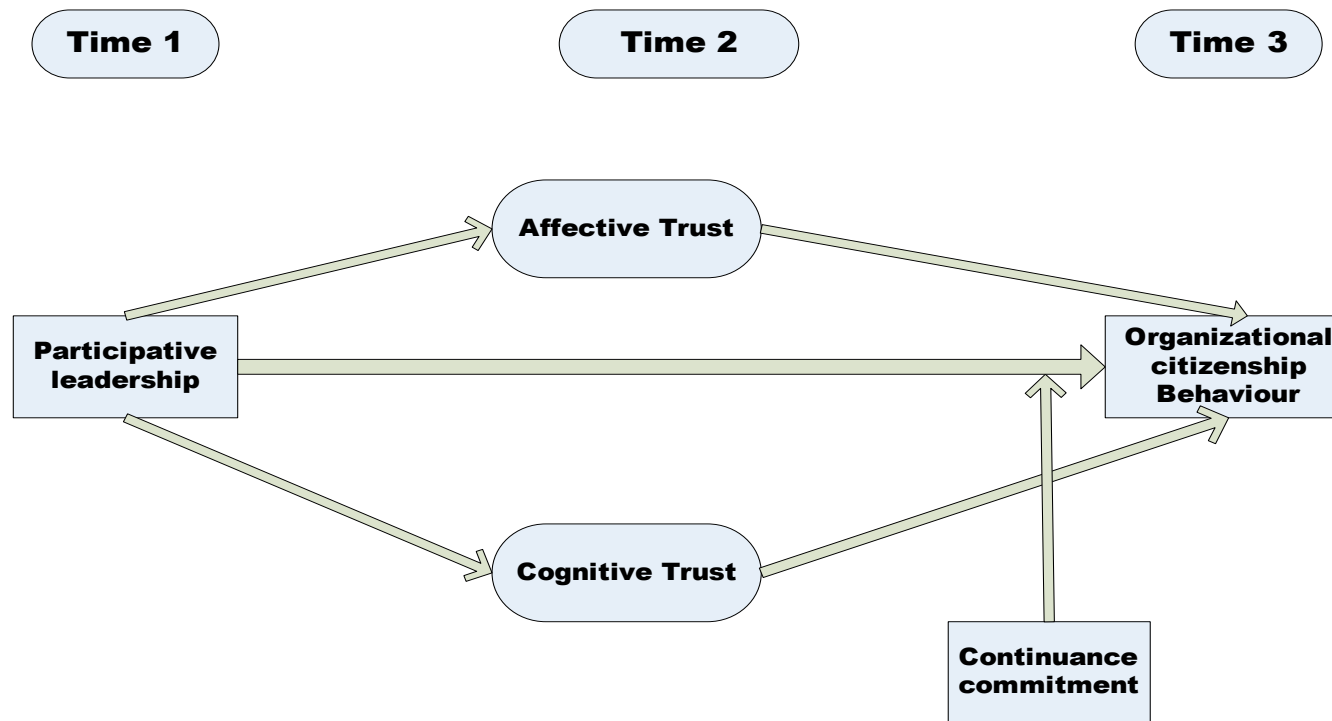 Time 1
Time 2
Time 3
Affective Trust
Participative
leadership
Organizational
citizenship
Behaviour
Cognitive Trust
Continuance
commitment